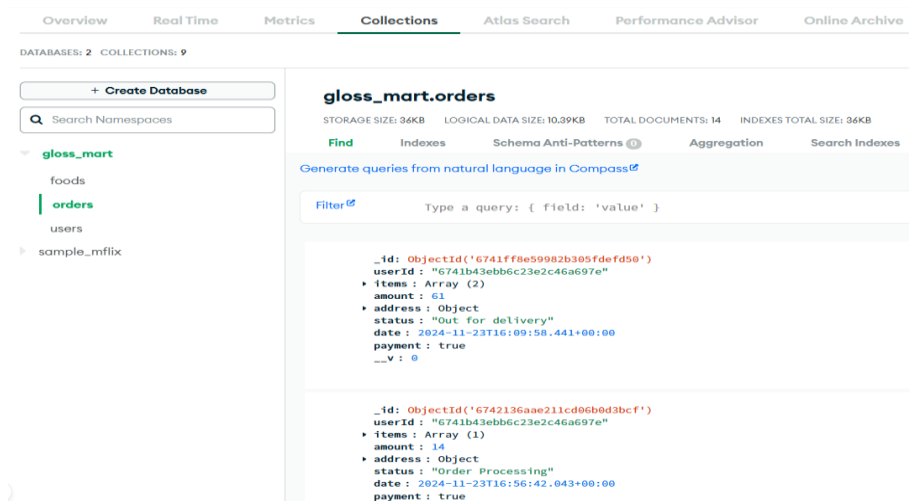 Overview Real Time Metrics Collections Atlas Search Performance Advisor Online Archive
DATABASES: 2 COLLECTIONS: 9
+ Create Database
Search Namespaces
gloss_mart
foods
orders
users
sample_mflix
gloss_mart.orders
STORAGE SIZE: 36KB LOGICAL DATA SIZE: 10.39KB TOTAL DOCUMENTS: 14 INDEXES TOTAL SIZE: 36KB
Find Indexes Schema Anti-Patterns 0 Aggregation Search Indexes
Generate queries from natural language in Compass
Filter Type a query: { field: 'value' }
_id: ObjectId('6741ff8e59982b305fdefd50')
userId : "6741b43ebb6c23e2c46a697e"
items : Array (2)
amount : 61
address : Object
status : "Out for delivery"
date : 2024-11-23T16:09:58.441+00:00
payment : true
__v : 0
_id: ObjectId('6742136aae211cd06b0d3bcf')
userId : "6741b43ebb6c23e2c46a697e"
items : Array (1)
amount : 14
address : Object
status : "Order Processing"
date : 2024-11-23T16:56:42.043+00:00
payment : true